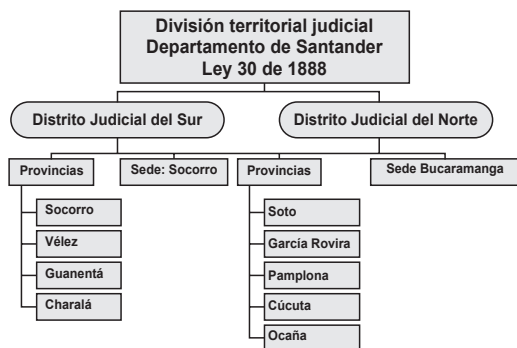 División territorial judicial
Departamento de Santander
Ley 30 de 1888
Distrito Judicial del Sur
Distrito Judicial del Norte
Provincias
Sede: Socorro
Provincias
Sede Bucaramanga
Socorro
Vélez
Guanentá
Charalá
Soto
García Rovira
Pamplona
Cúcuta
Ocaña